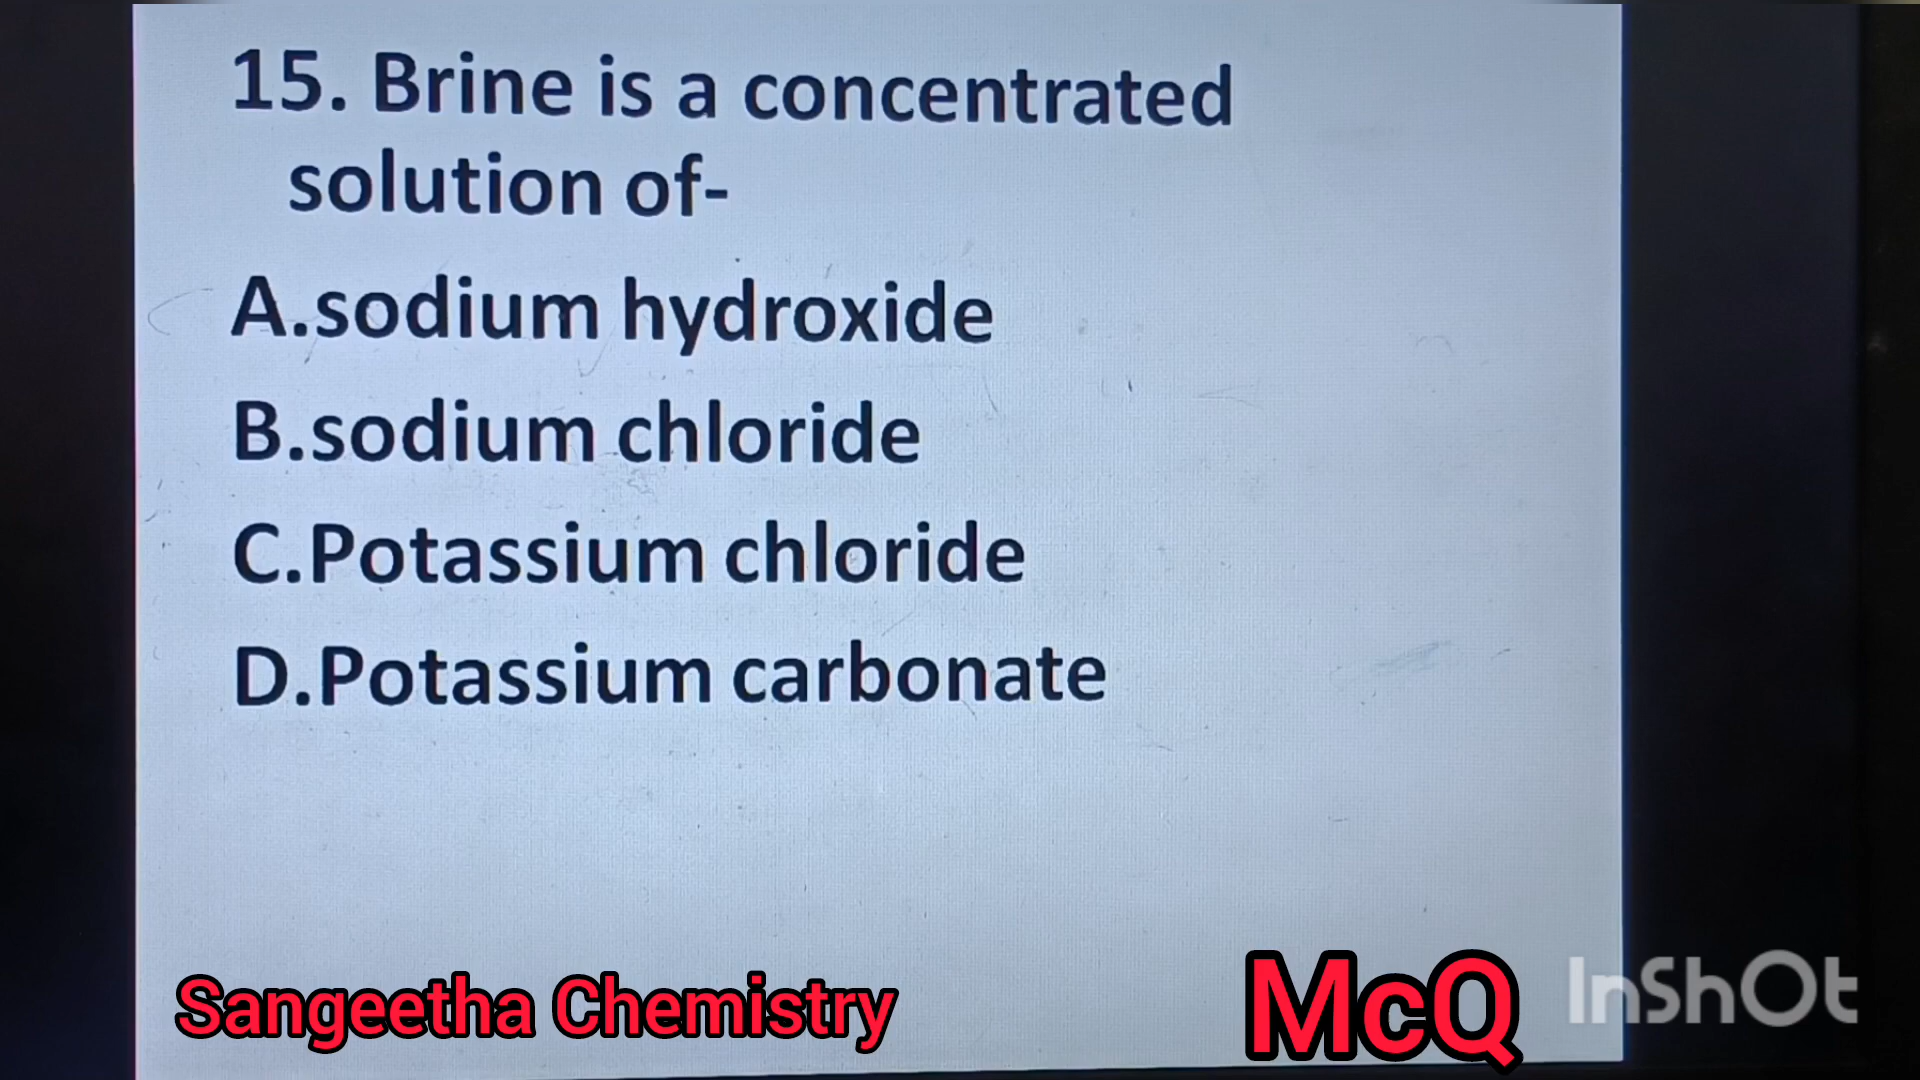 15. Brine is a concentrated
solution of-
A.sodium hydroxide
B.sodium chloride
C.Potassium chloride
D.Potassium carbonate
Sangeetha Chemistry
McQ
InShOt